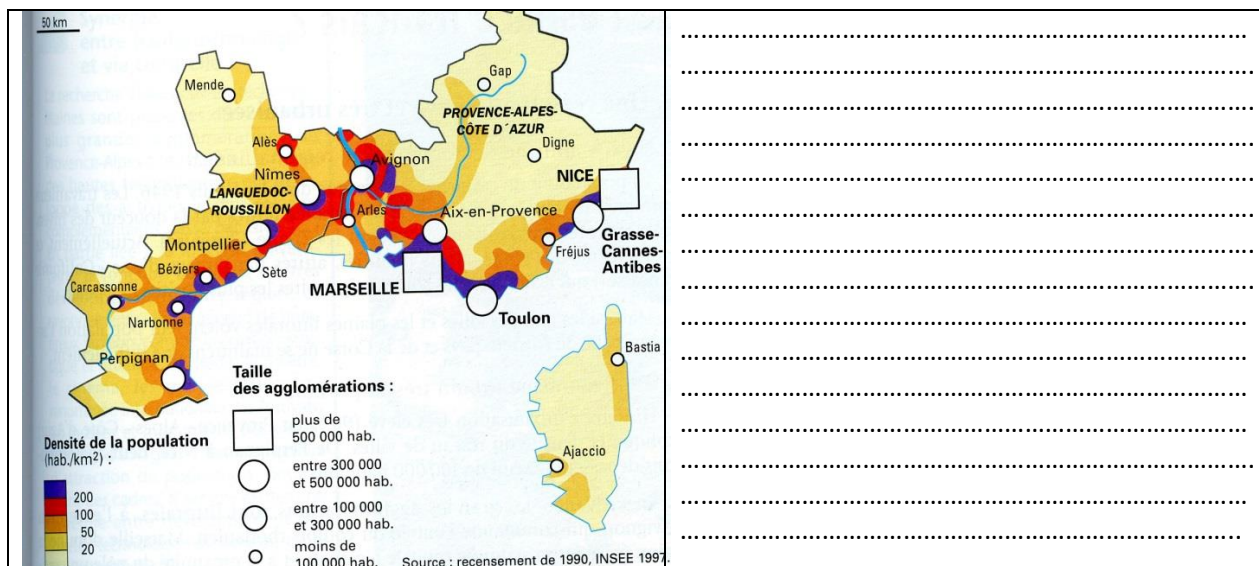 50 km
Mende
Gap
PROVENCE-ALPES-
CÔTE D´AZUR
Alès
Avignon
Digne
Nîmes
NICE
LANGUEDOC-
ROUSSILLON
Arles
Aix-en-Provence
Montpellier
Grasse-
Cannes-
Antibes
Béziers
Sète
Fréjus
MARSEILLE
Carcassonne
Narbonne
Toulon
Perpignan
Bastia
Taille
des agglomérations :
plus de
500 000 hab.
Densité de la population
(hab./km²) :
Ajaccio
entre 300 000
et 500 000 hab.
200
100
50
20
entre 100 000
et 300 000 hab.
moins de
100 000 hab.
Source : recensement de 1990, INSEE 1997.